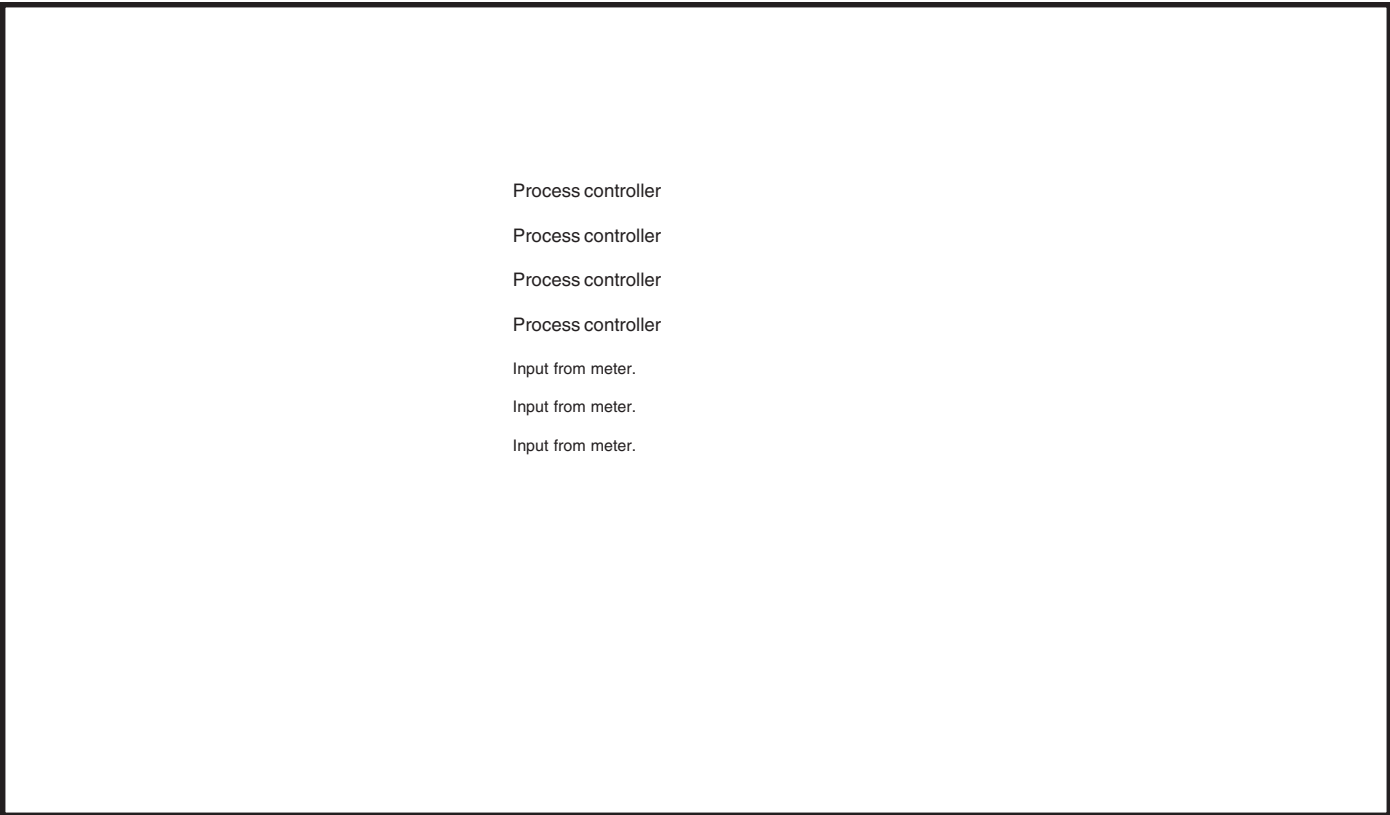 Process controller
Process controller
Process controller
Process controller
Input from meter.
Input from meter.
Input from meter.